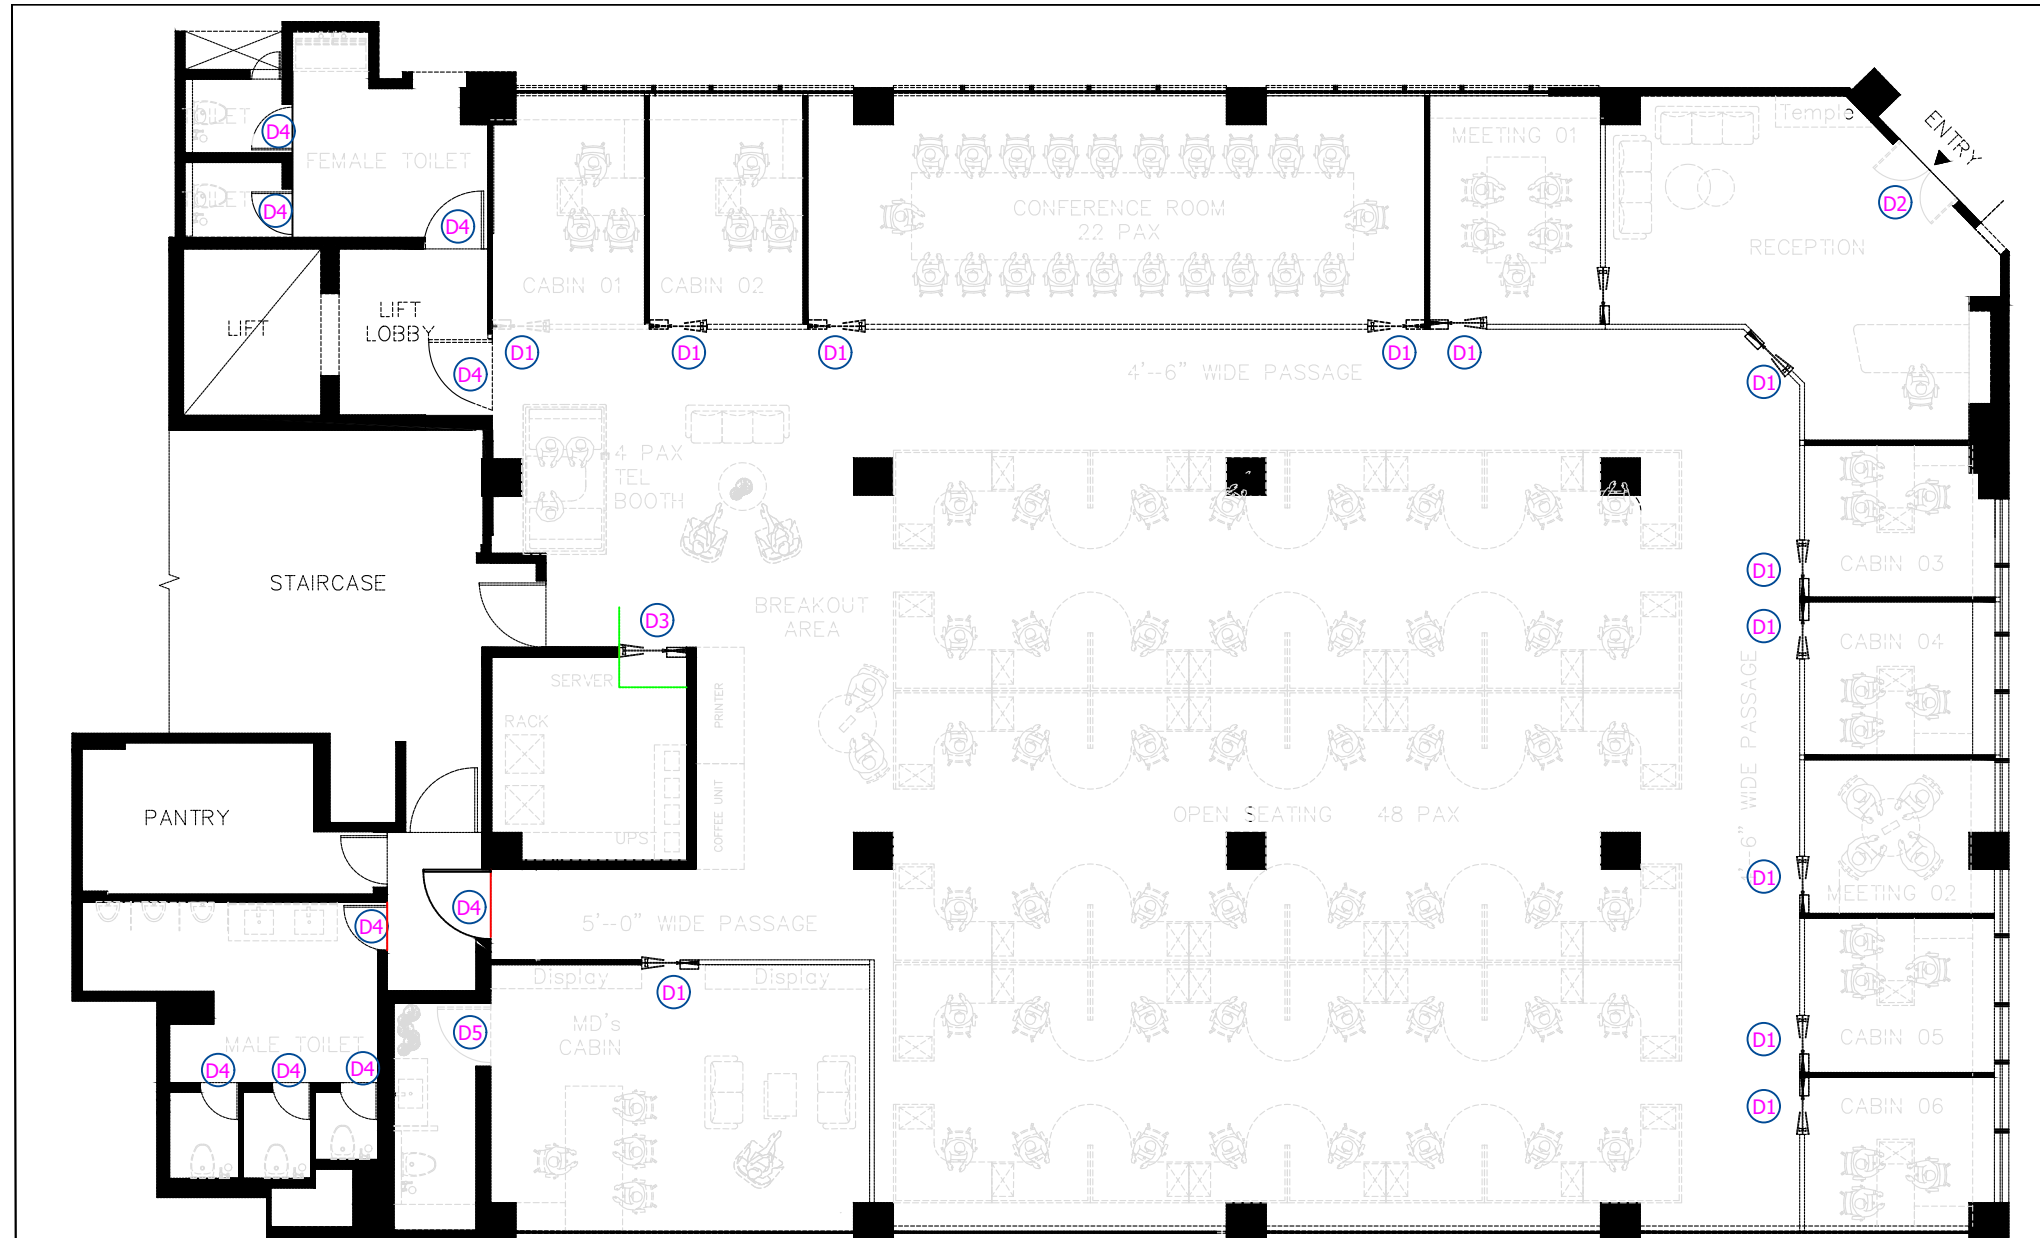 Temple
ENTRY
TOILET
D4
FEMALE TOILET
MEETING 01
TOILET
D4
D4
CONFERENCE ROOM
22 PAX
D2
RECEPTION
CABIN 01
CABIN 02
LIFT
LIFT
LOBBY
D1
D1
D1
D1
D1
D4
4'--6" WIDE PASSAGE
D1
4 PAX
TEL
BOOTH
CABIN 03
D1
STAIRCASE
BREAKOUT
AREA
D3
D1
CABIN 04
SERVER
PRINTER
RACK
4'-6" WIDE PASSAGE
PANTRY
COFFEE UNIT
UPS
OPEN SEATING 48 PAX
D1
MEETING 02
D4
D4
5'--0" WIDE PASSAGE
Display
D1
Display
D5
MD's
CABIN
MALE TOILET
D1
CABIN 05
D4
D4
D4
D1
CABIN 06